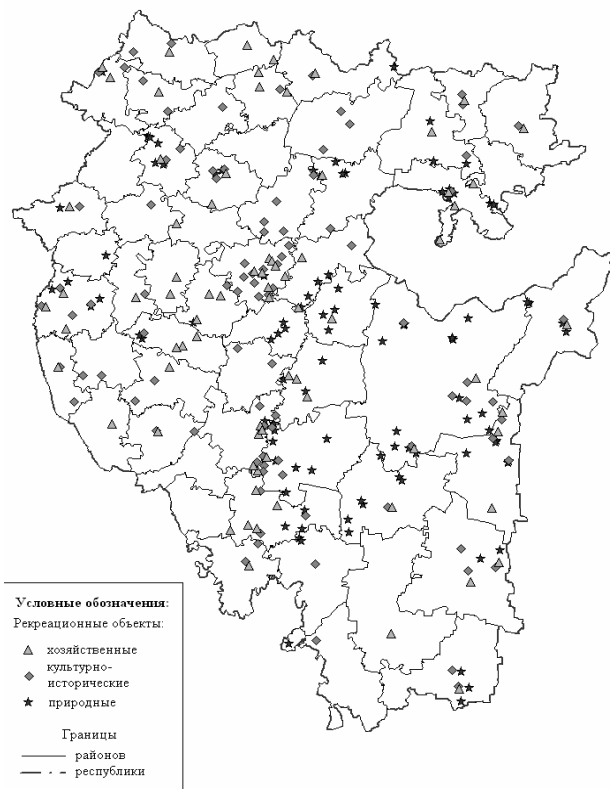 Условные обозначения:
Рекреационные объекты:
хозяйственные
культурно-
исторические
природные
Границы
районов
республики